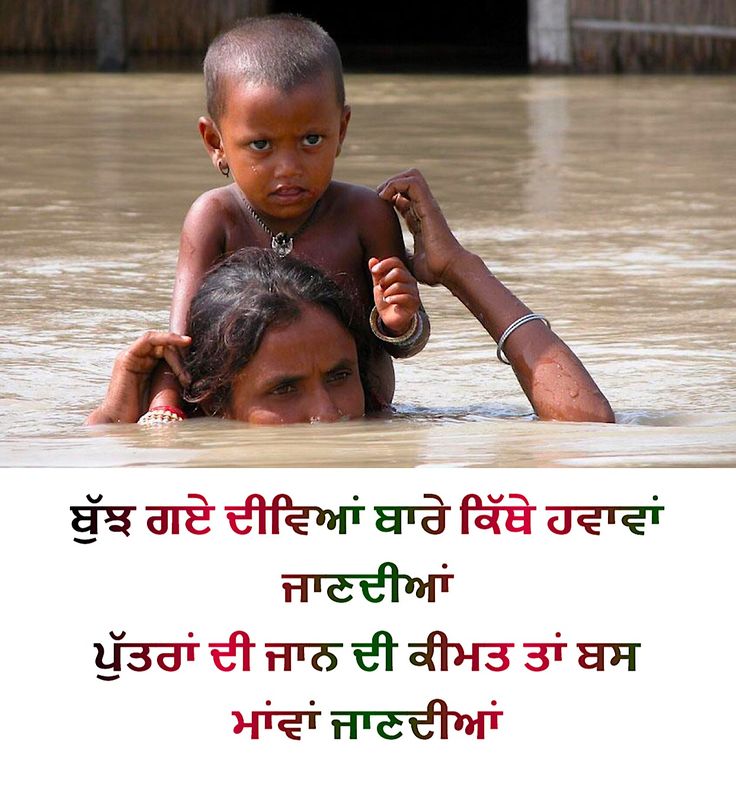 ਬੁੱਝ ਗਏ ਦੀਵਿਆਂ ਬਾਰੇ ਕਿੱਥੇ ਹਵਾਵਾਂ
ਜਾਣਦੀਆਂ
ਪੁੱਤਰਾਂ ਦੀ ਜਾਨ ਦੀ ਕੀਮਤ ਤਾਂ ਬਸ
ਮਾਂਵਾਂ ਜਾਣਦੀਆਂ